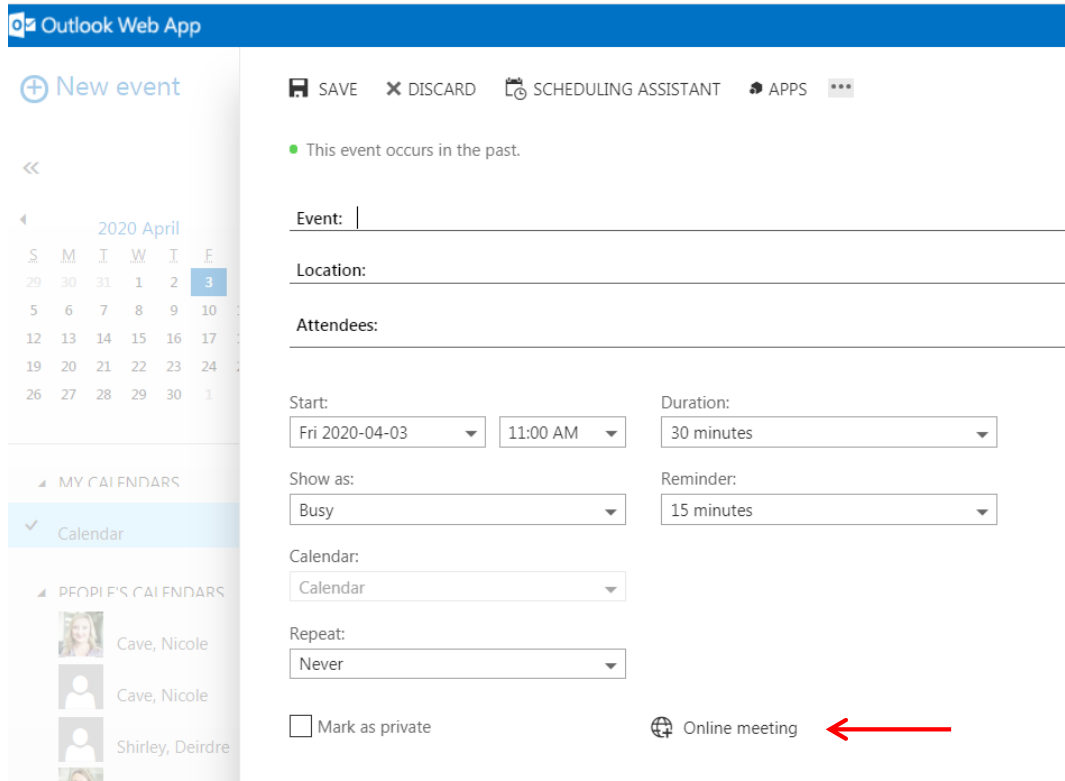 Outlook Web App
New event
SAVE DISCARD SCHEDULING ASSISTANT APPS •••
This event occurs in the past.
Event:
Location:
Attendees:
2020 April
S M T W T F
29 30 31 1 2 3
5 6 7 8 9 10
12 13 14 15 16 17
19 20 21 22 23 24
26 27 28 29 30 1
MY CALENDARS
Calendar
PEOPLE'S CALENDARS
Cave, Nicole
Cave, Nicole
Shirley, Deirdre
Start: Duration:
Fri 2020-04-03 11:00 AM 30 minutes
Show as: Reminder:
Busy 15 minutes
Calendar:
Calendar
Repeat:
Never
Mark as private Online meeting